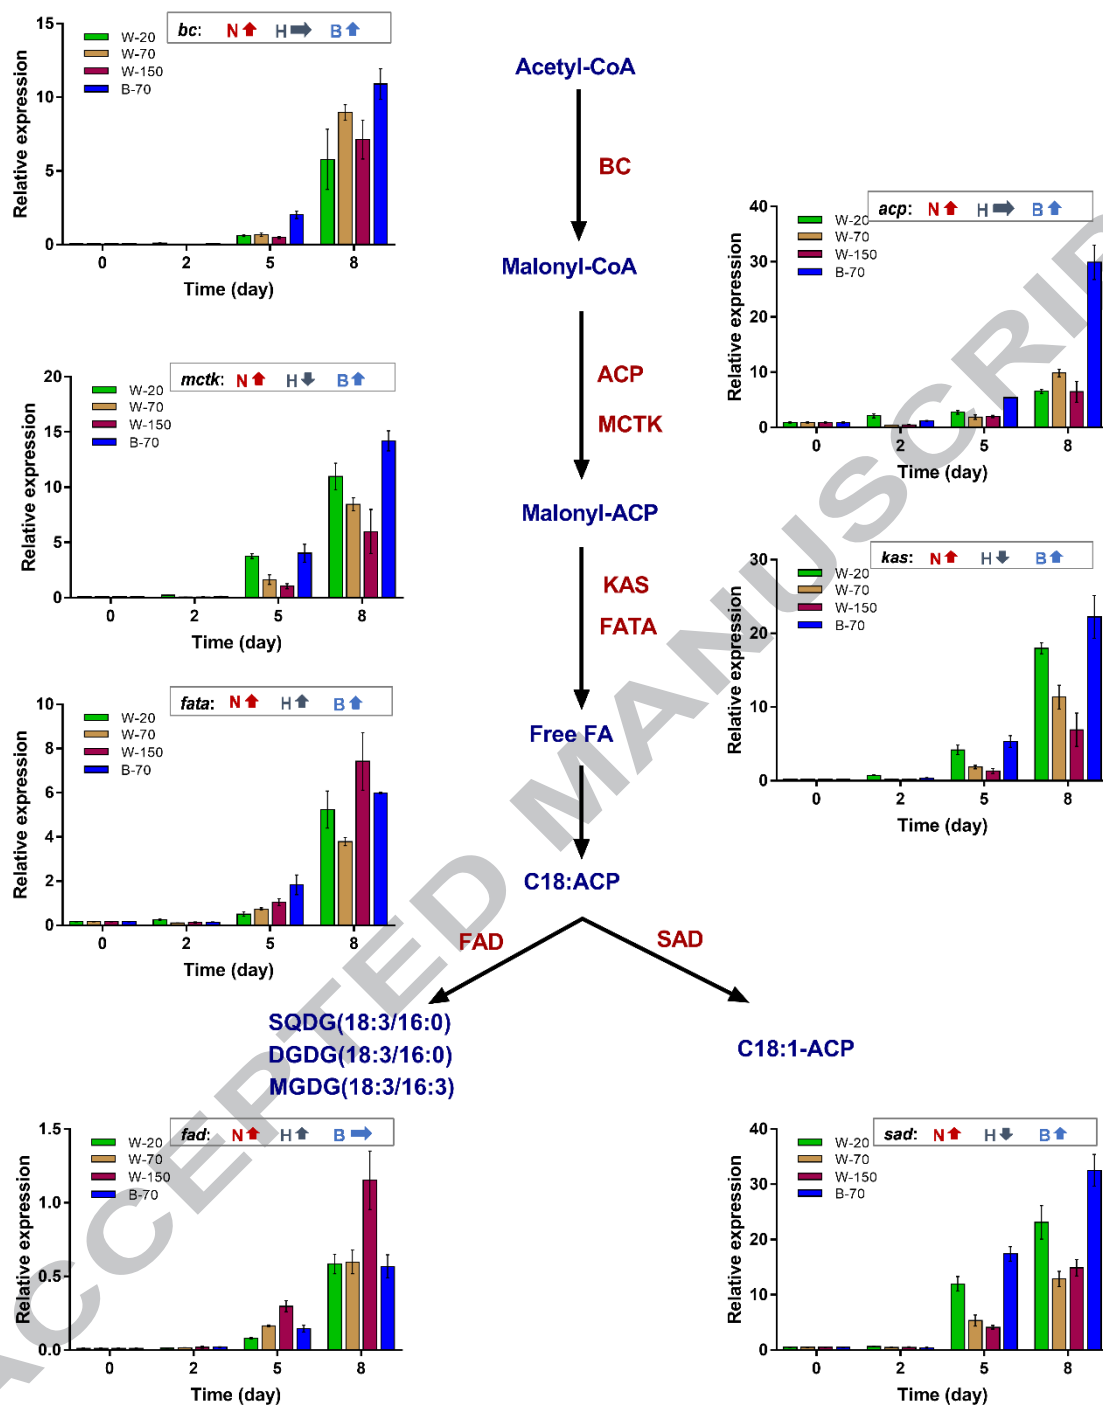 bc: N H B
W-20
W-70
W-150
B-70
Relative expression
15
10
5
0
0 2 5 8
Time (day)
Acetyl-CoA
BC
Malonyl-CoA
acp: N H B
W-20
W-70
W-150
B-70
Relative expression
40
30
20
10
0
0 2 5 8
Time (day)
mctk: N H B
W-20
W-70
W-150
B-70
Relative expression
20
15
10
5
0
0 2 5 8
Time (day)
ACP
MCTK
Malonyl-ACP
KAS
FATA
kas: N H B
W-20
W-70
W-150
B-70
Relative expression
30
20
10
0
0 2 5 8
Time (day)
fata: N H B
W-20
W-70
W-150
B-70
Relative expression
10
8
6
4
2
0
0 2 5 8
Time (day)
Free FA
C18:ACP
FAD SAD
SQDG(18:3/16:0)
DGDG(18:3/16:0)
MGDG(18:3/16:3)
C18:1-ACP
fad: N H B
W-20
W-70
W-150
B-70
Relative expression
1.5
1.0
0.5
0.0
0 2 5 8
Time (day)
sad: N H B
W-20
W-70
W-150
B-70
Relative expression
40
30
20
10
0
0 2 5 8
Time (day)
ACCEPTED MANUSCRIP